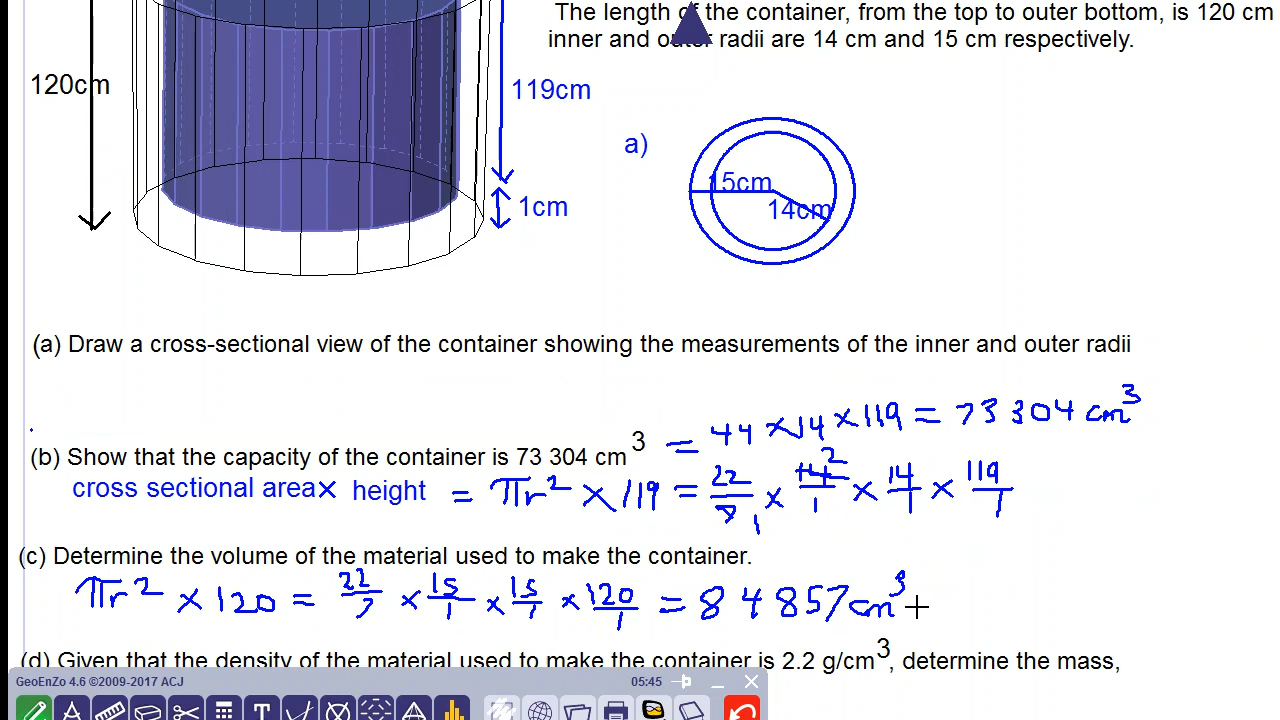 The length of the container, from the top to outer bottom, is 120 cm
inner and outer radii are 14 cm and 15 cm respectively.
120cm
119cm
1cm
a)
15cm
14cm
(a) Draw a cross-sectional view of the container showing the measurements of the inner and outer radii
= 44 × 14 × 119 = 73 304 cm³
(b) Show that the capacity of the container is 73 304 cm³
cross sectional area × height = πr² × 119 = 22/7 1 × 14/1 2 × 14/1 × 119/1
(c) Determine the volume of the material used to make the container.
πr² × 120 = 22/7 × 15/1 × 15/1 × 120/1 = 84 857 cm³
(d) Given that the density of the material used to make the container is 2.2 g/cm³, determine the mass,
GeoEnZo 4.6 ©2009-2017 ACJ 05:45